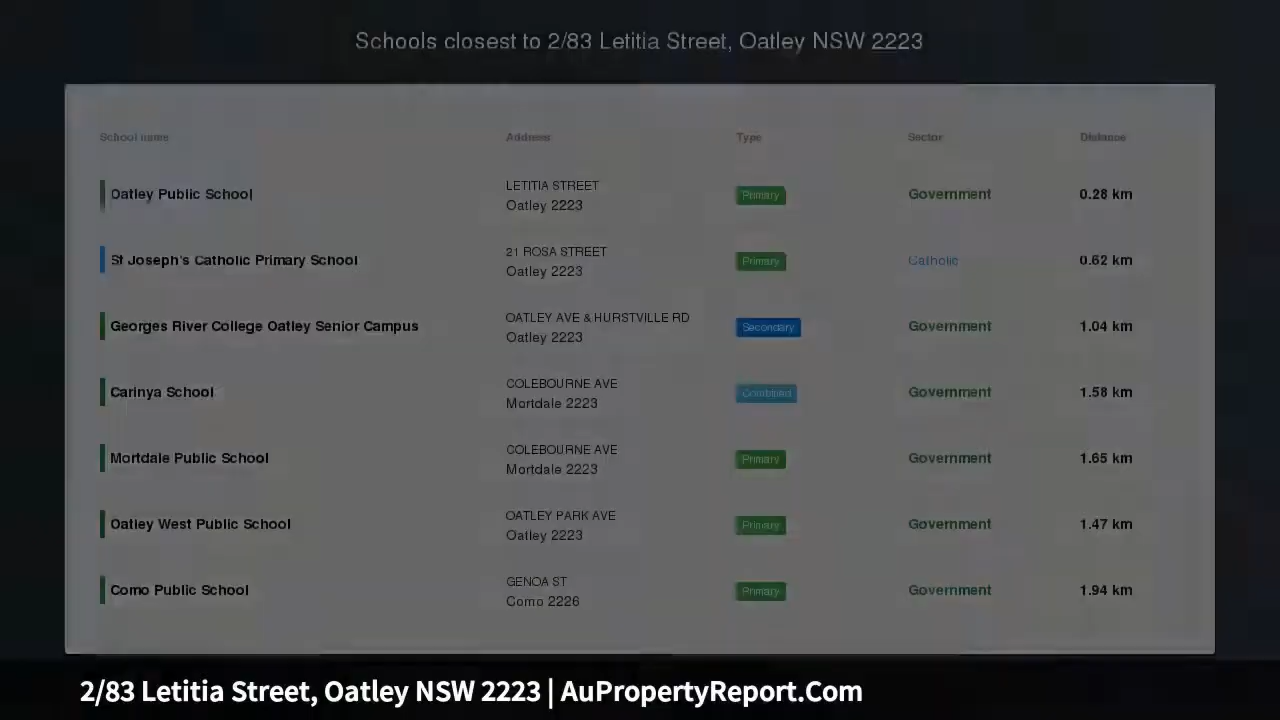 Schools closest to 2/83 Letitia Street, Oatley NSW 2223
School name Address Type Sector Distance
Oatley Public School LETITIA STREET Oatley 2223 Primary Government 0.28 km
St Joseph's Catholic Primary School 21 ROSA STREET Oatley 2223 Primary Catholic 0.62 km
Georges River College Oatley Senior Campus OATLEY AVE & HURSTVILLE RD Oatley 2223 Secondary Government 1.04 km
Carinya School COLEBOURNE AVE Mortdale 2223 Combined Government 1.58 km
Mortdale Public School COLEBOURNE AVE Mortdale 2223 Primary Government 1.65 km
Oatley West Public School OATLEY PARK AVE Oatley 2223 Primary Government 1.47 km
Como Public School GENOA ST Como 2226 Primary Government 1.94 km
2/83 Letitia Street, Oatley NSW 2223 | AuPropertyReport.Com